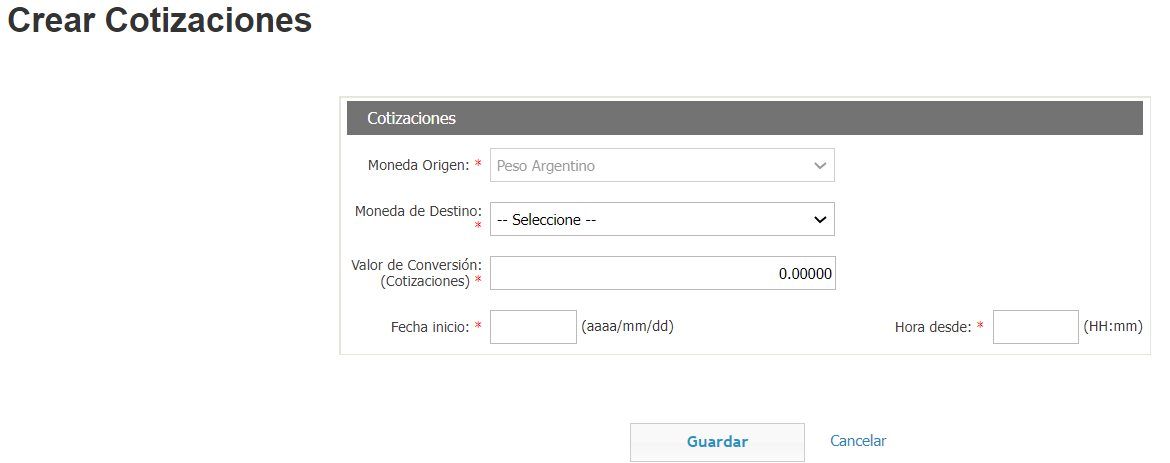 Crear Cotizaciones
Cotizaciones
Moneda Origen: * Peso Argentino
Moneda de Destino: * -- Seleccione --
Valor de Conversión:
(Cotizaciones) * 0.00000
Fecha inicio: * (aaaa/mm/dd) Hora desde: * (HH:mm)
Guardar Cancelar